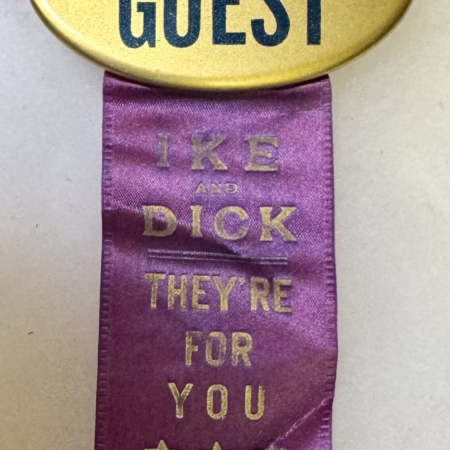 GUEST
IKE
AND
DICK
THEY'RE
FOR
YOU